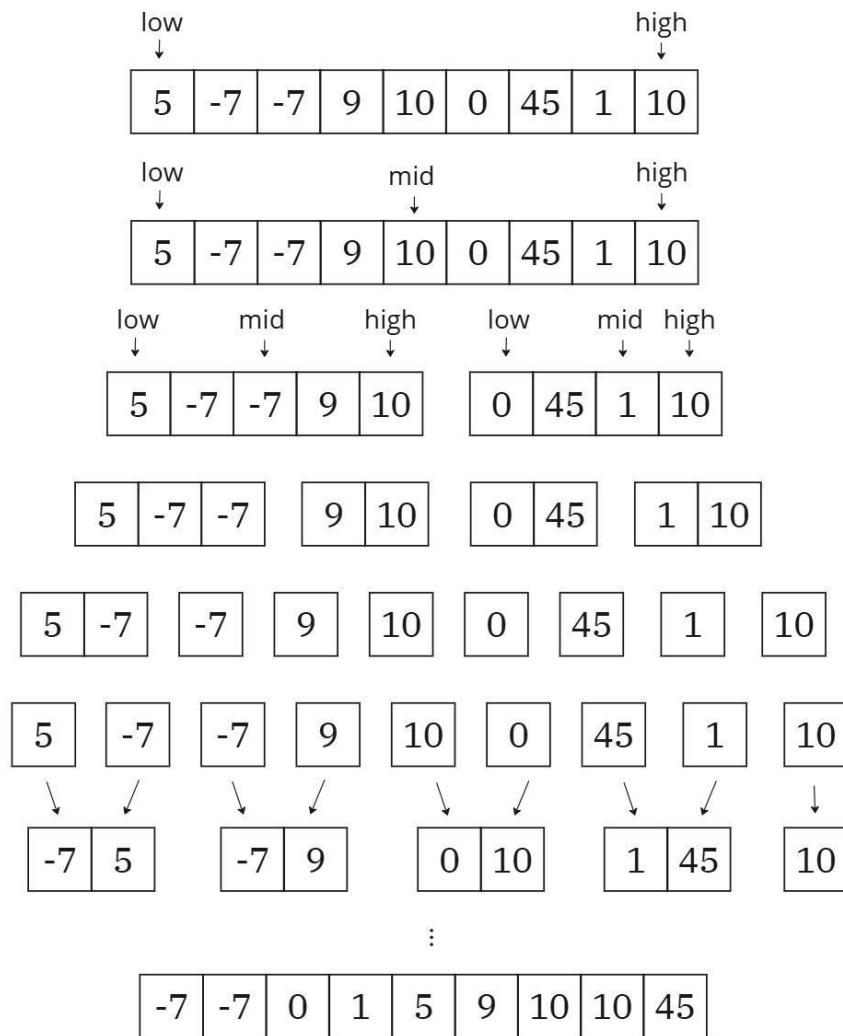 low high
5 -7 -7 9 10 0 45 1 10
low mid high
5 -7 -7 9 10 0 45 1 10
low mid high low mid high
5 -7 -7 9 10 0 45 1 10
5 -7 -7 9 10 0 45 1 10
5 -7 -7 9 10 0 45 1 10
5 -7 -7 9 10 0 45 1 10
-7 5 -7 9 0 10 1 45 10
...
-7 -7 0 1 5 9 10 10 45